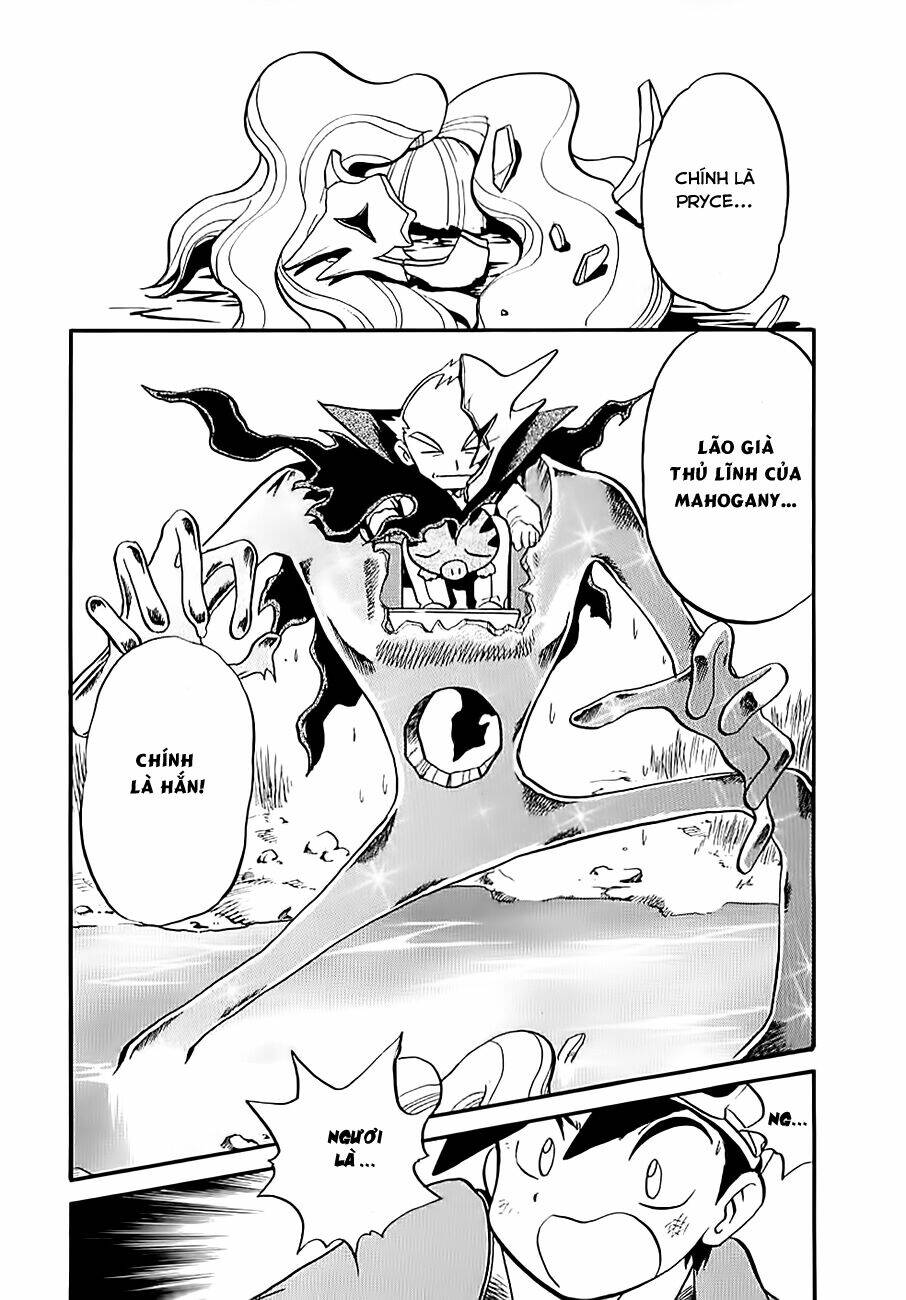 CHÍNH LÀ
PRYCE...
LÃO GIÀ
THỦ LĨNH CỦA
MAHOGANY...
CHÍNH
LÀ HẮN!
NG...
NGƯƠI
LÀ ...